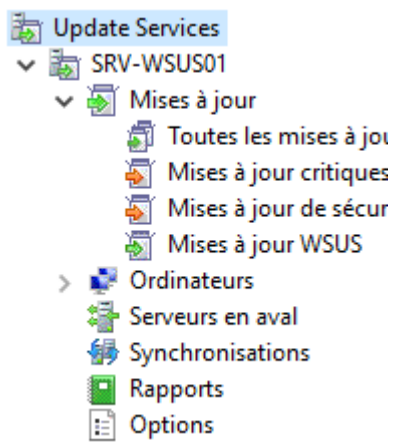 Update Services
SRV-WSUS01
Mises à jour
Toutes les mises à jou
Mises à jour critiques
Mises à jour de sécur
Mises à jour WSUS
Ordinateurs
Serveurs en aval
Synchronisations
Rapports
Options